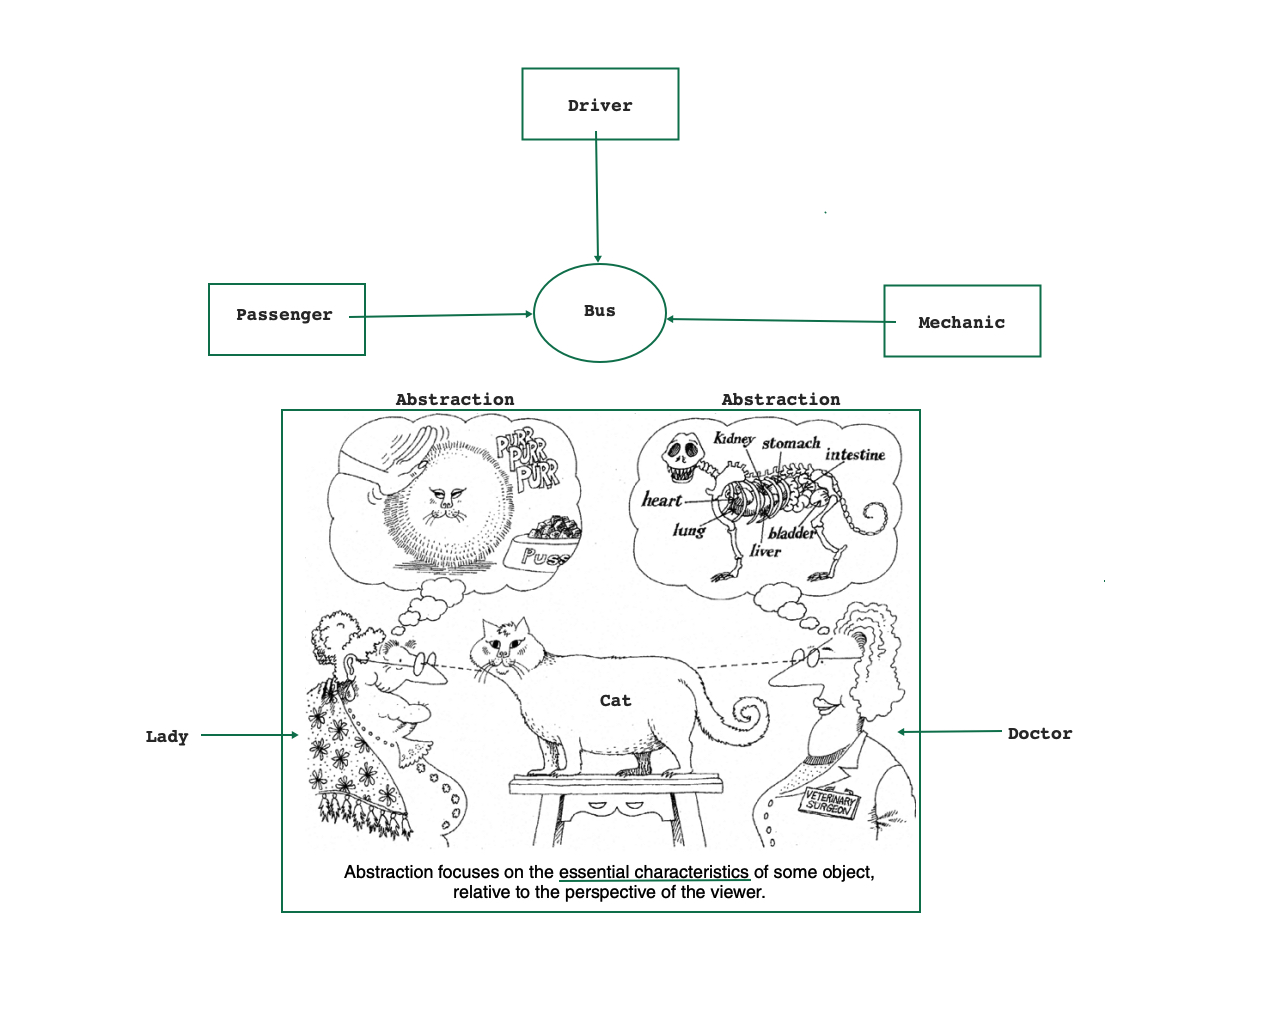 Driver
Passenger
Bus
Mechanic
Abstraction
Abstraction
PURR
PURR
PURR
Puss
Kidney
stomach
intestine
heart
lung
bladder
liver
Cat
Lady
Doctor
VETERINARY
SURGEON
Abstraction focuses on the essential characteristics of some object,
relative to the perspective of the viewer.